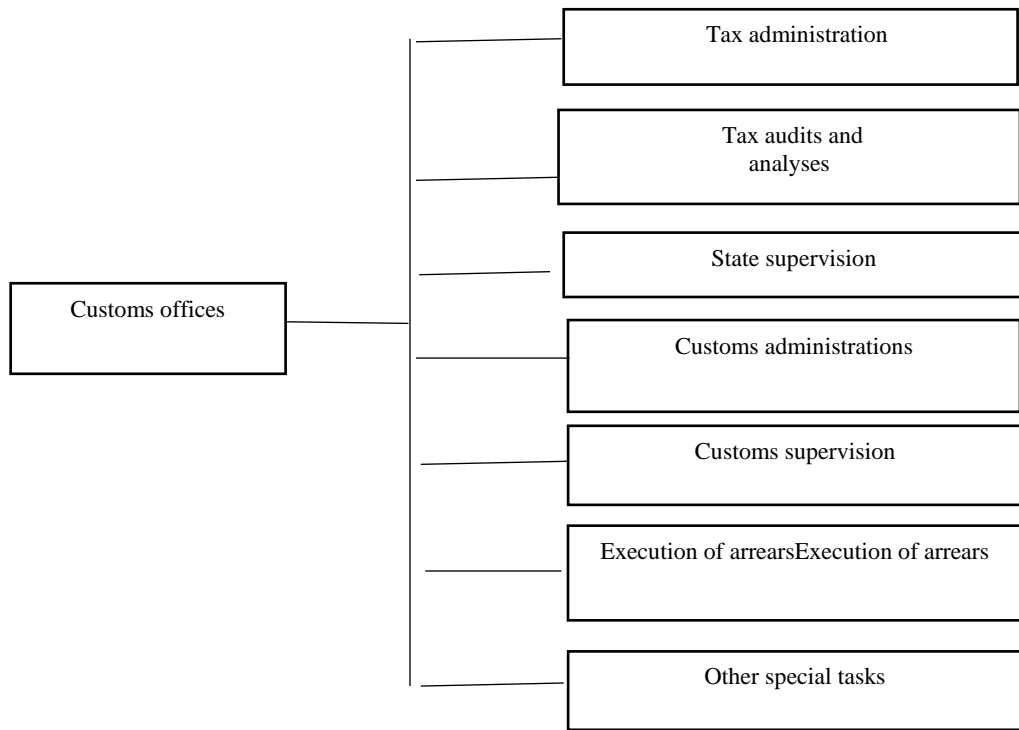 Tax administration
Tax audits and
analyses
State supervision
Customs offices
Customs administrations
Customs supervision
Execution of arrearsExecution of arrears
Other special tasks